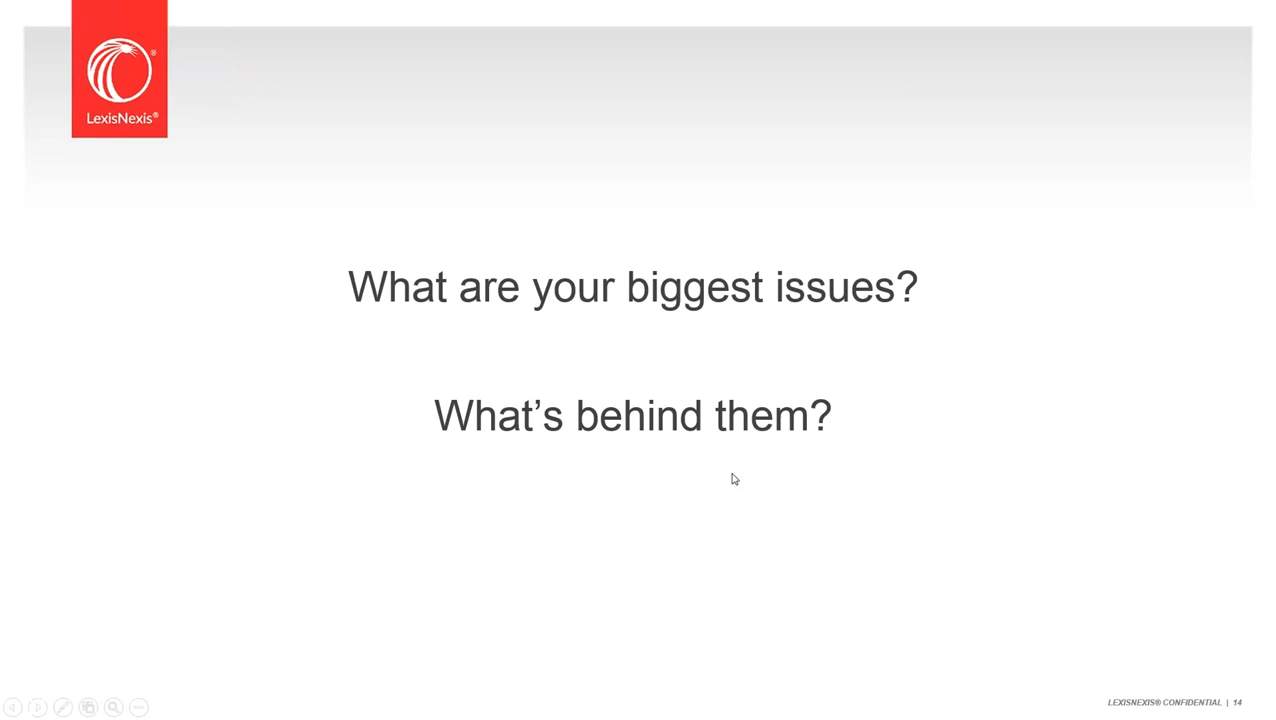 LexisNexis®
What are your biggest issues?
What’s behind them?
LEXISNEXIS® CONFIDENTIAL | 14